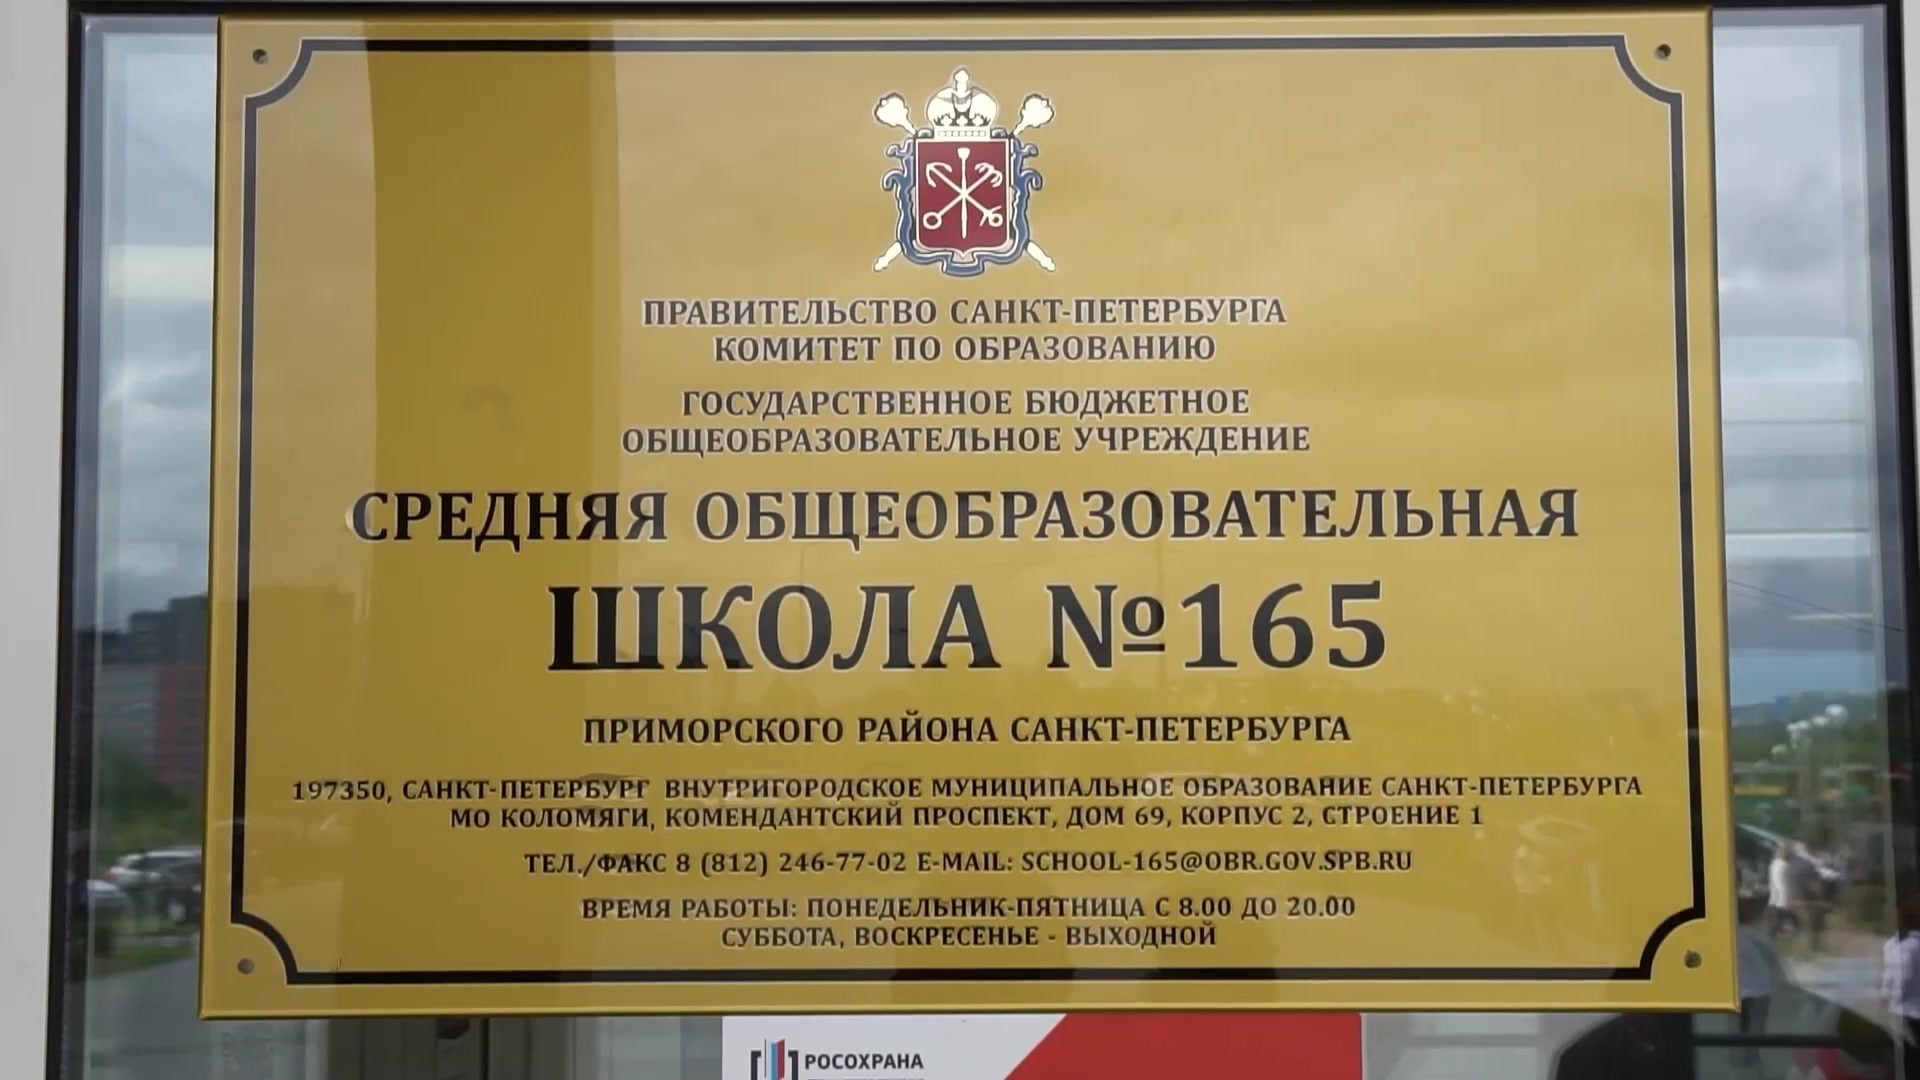 ПРАВИТЕЛЬСТВО САНКТ-ПЕТЕРБУРГА
КОМИТЕТ ПО ОБРАЗОВАНИЮ
ГОСУДАРСТВЕННОЕ БЮДЖЕТНОЕ
ОБЩЕОБРАЗОВАТЕЛЬНОЕ УЧРЕЖДЕНИЕ
СРЕДНЯЯ ОБЩЕОБРАЗОВАТЕЛЬНАЯ
ШКОЛА №165
ПРИМОРСКОГО РАЙОНА САНКТ-ПЕТЕРБУРГА
197350, САНКТ-ПЕТЕРБУРГ ВНУТРИГОРОДСКОЕ МУНИЦИПАЛЬНОЕ ОБРАЗОВАНИЕ САНКТ-ПЕТЕРБУРГА
МО КОЛОМЯГИ, КОМЕНДАНТСКИЙ ПРОСПЕКТ, ДОМ 69, КОРПУС 2, СТРОЕНИЕ 1
ТЕЛ./ФАКС 8 (812) 246-77-02 E-MAIL: SCHOOL-165@OBR.GOV.SPB.RU
ВРЕМЯ РАБОТЫ: ПОНЕДЕЛЬНИК-ПЯТНИЦА С 8.00 ДО 20.00
СУББОТА, ВОСКРЕСЕНЬЕ - ВЫХОДНОЙ
РОСОХРАНА